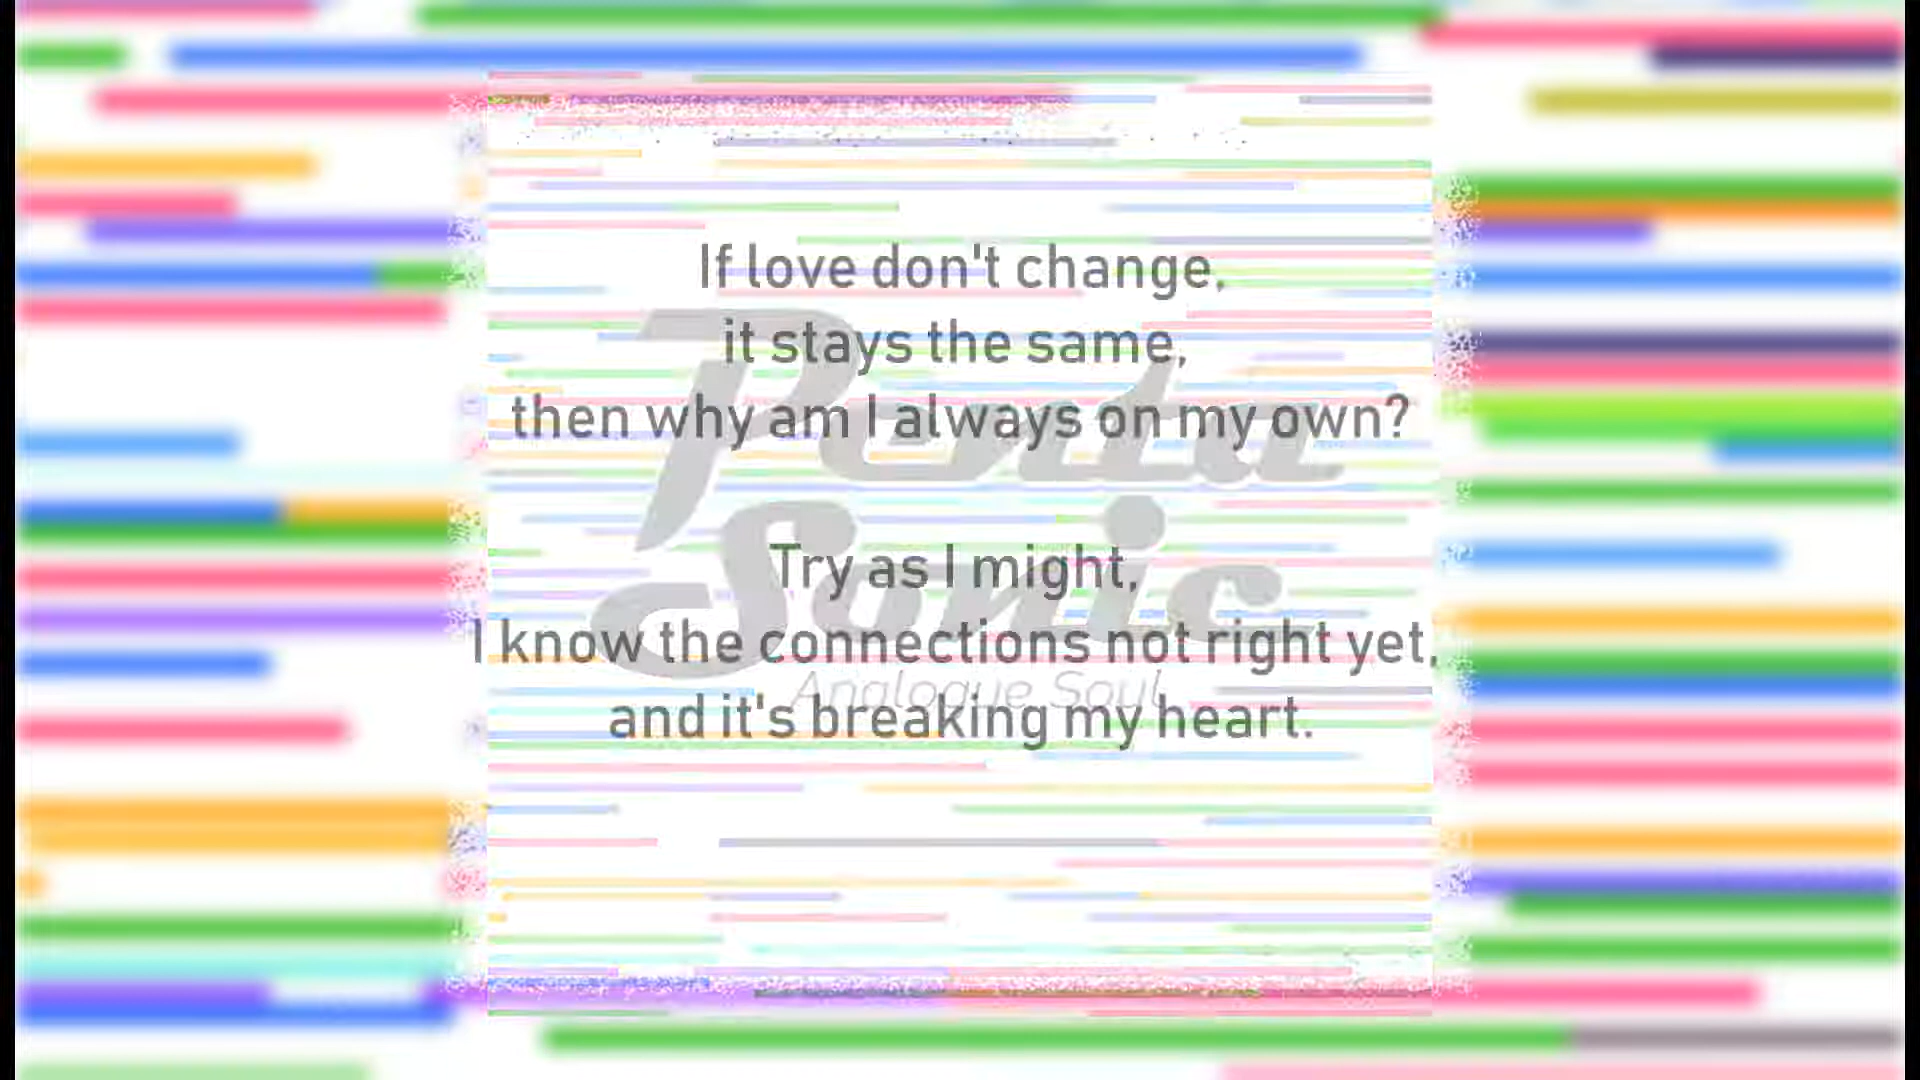 If love don't change,
it stays the same,
then why am I always on my own?
Try as I might,
I know the connections not right yet,
and it's breaking my heart.
Penta
Sonic
Analogue Soul